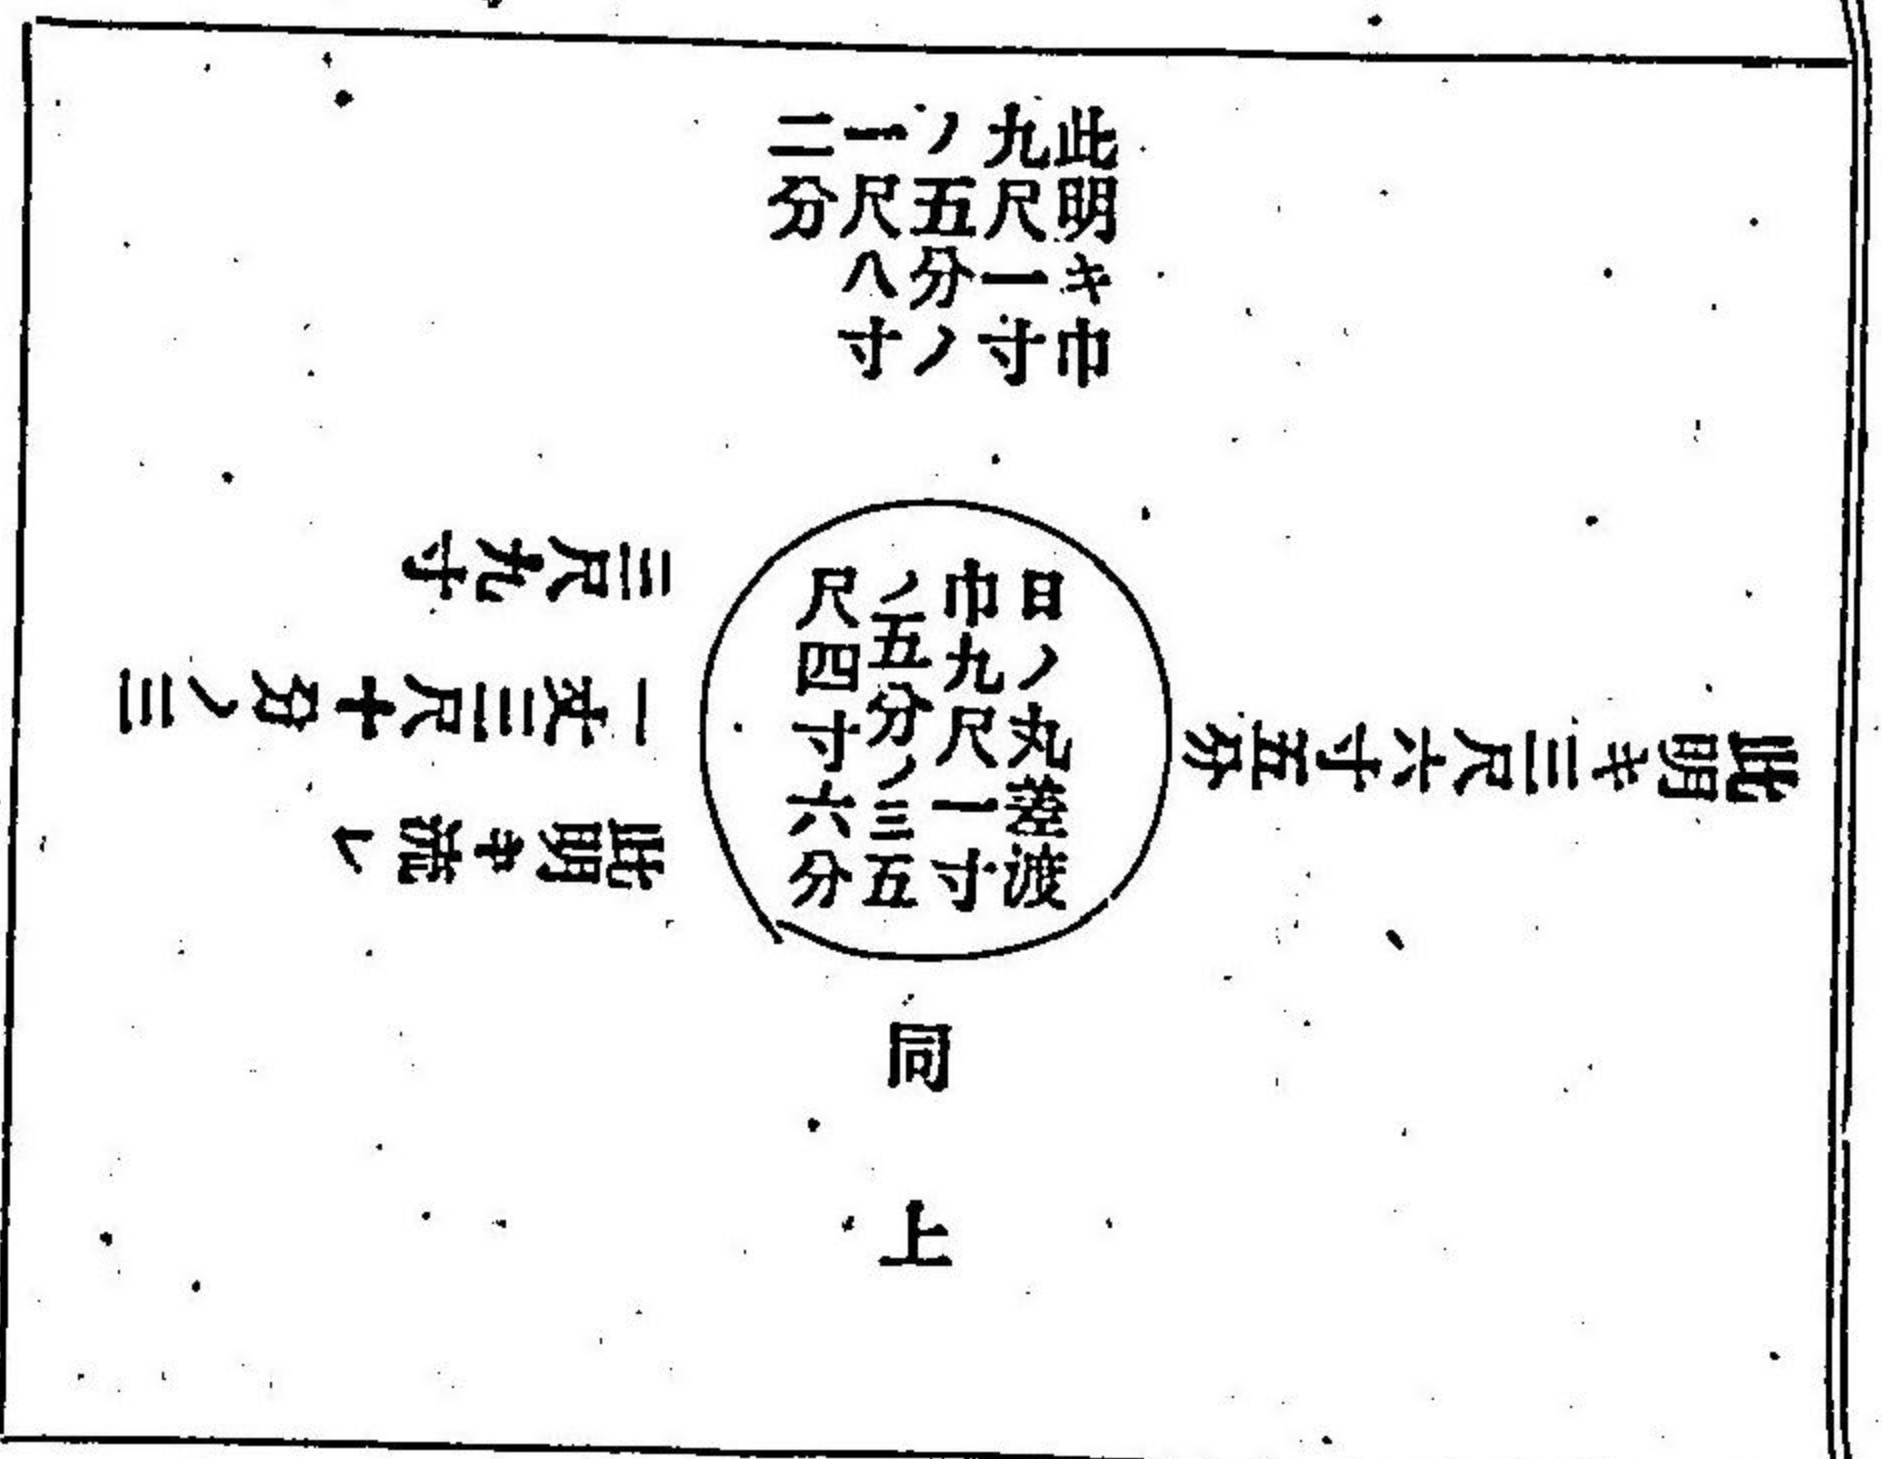 此明キ巾
九尺一寸
ノ五分ノ
一尺八寸
二分
日ノ丸差渡
巾九尺一寸
ノ五分ノ三五
尺四寸六分
同上
此明キ三尺六寸五分
此明キ流レ
一丈三尺十分ノ三
三尺九寸